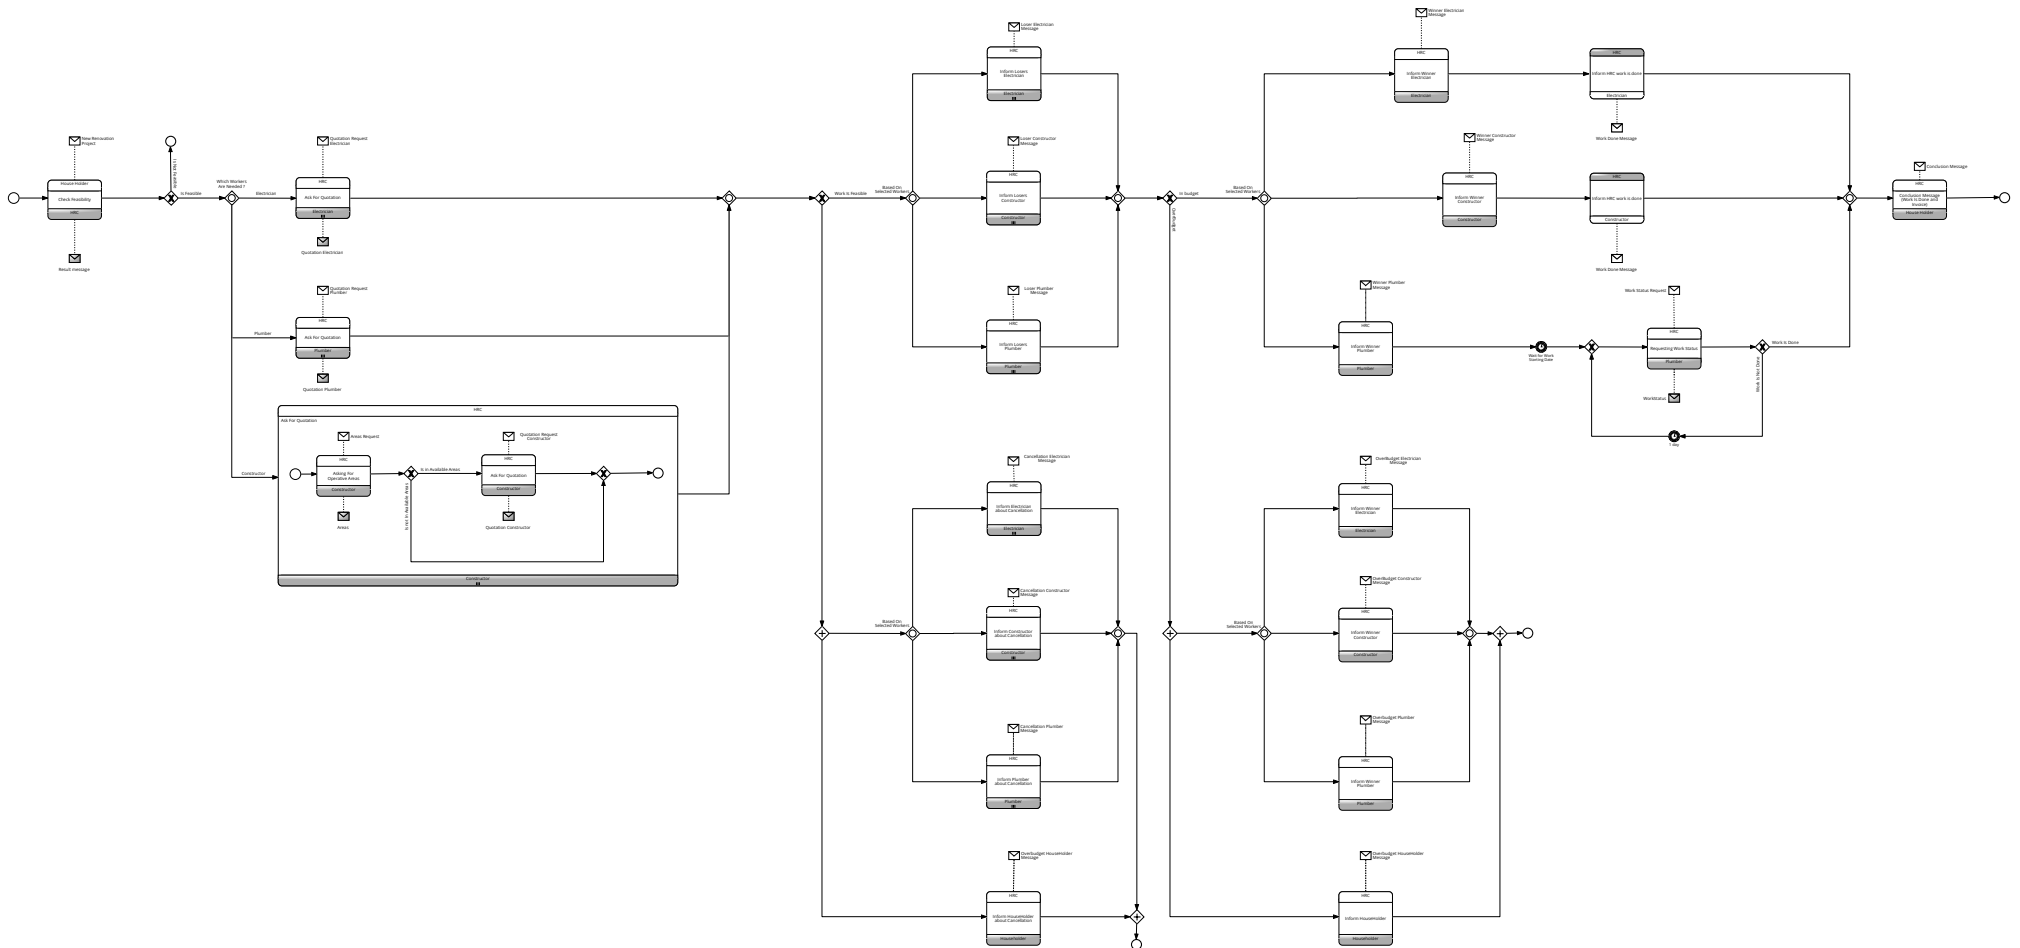 New Renovation
Project
House Holder
Check Feasibility
HRC
Result message
Is Feasible
Which Workers
Are Needed ?
Electrician
Quotation Request
Electrician
HRC
Ask For Quotation
Electrician
Quotation Electrician
Plumber
Quotation Request
Plumber
HRC
Ask For Quotation
Plumber
Quotation Plumber
Constructor
HRC
Ask For Quotation
Areas Request
HRC
Asking For
Operative Areas
Constructor
Areas
Is in Available Areas
Is not in Available Areas
Quotation Request
Constructor
HRC
Ask For Quotation
Constructor
Quotation Constructor
Constructor
Work is Feasible
Based On
Selected Workers
Loser Electrician
Message
HRC
Inform Losers
Electrician
Electrician
Loser Constructor
Message
HRC
Inform Losers
Constructor
Constructor
Loser Plumber
Message
HRC
Inform Losers
Plumber
Plumber
Based On
Selected Workers
Cancellation Electrician
Message
HRC
Inform Electrician
about Cancellation
Electrician
Cancellation Constructor
Message
HRC
Inform Constructor
about Cancellation
Constructor
Cancellation Plumber
Message
HRC
Inform Plumber
about Cancellation
Plumber
Overbudget HouseHolder
Message
HRC
Inform HouseHolder
about Cancellation
HouseHolder
In budget
Overbudget
Based On
Selected Workers
Winner Electrician
Message
HRC
Inform Winner
Electrician
Electrician
HRC
Inform HRC work is done
Electrician
Work Done Message
Winner Constructor
Message
HRC
Inform Winner
Constructor
Constructor
HRC
Inform HRC work is done
Constructor
Work Done Message
Winner Plumber
Message
HRC
Inform Winner
Plumber
Plumber
Wait for Work
Starting Date
Work Status Request
HRC
Requesting Work Status
Plumber
WorkStatus
Work Is Done
Work Is Not Done
1 day
Conclusion Message
HRC
Conclusion Message
(Work Is Done and
Invoice)
House Holder
Based On
Selected Workers
OverBudget Electrician
Message
HRC
Inform Winner
Electrician
Electrician
OverBudget Constructor
Message
HRC
Inform Winner
Constructor
Constructor
Overbudget Plumber
Message
HRC
Inform Winner
Plumber
Plumber
Overbudget HouseHolder
Message
HRC
Inform HouseHolder
HouseHolder